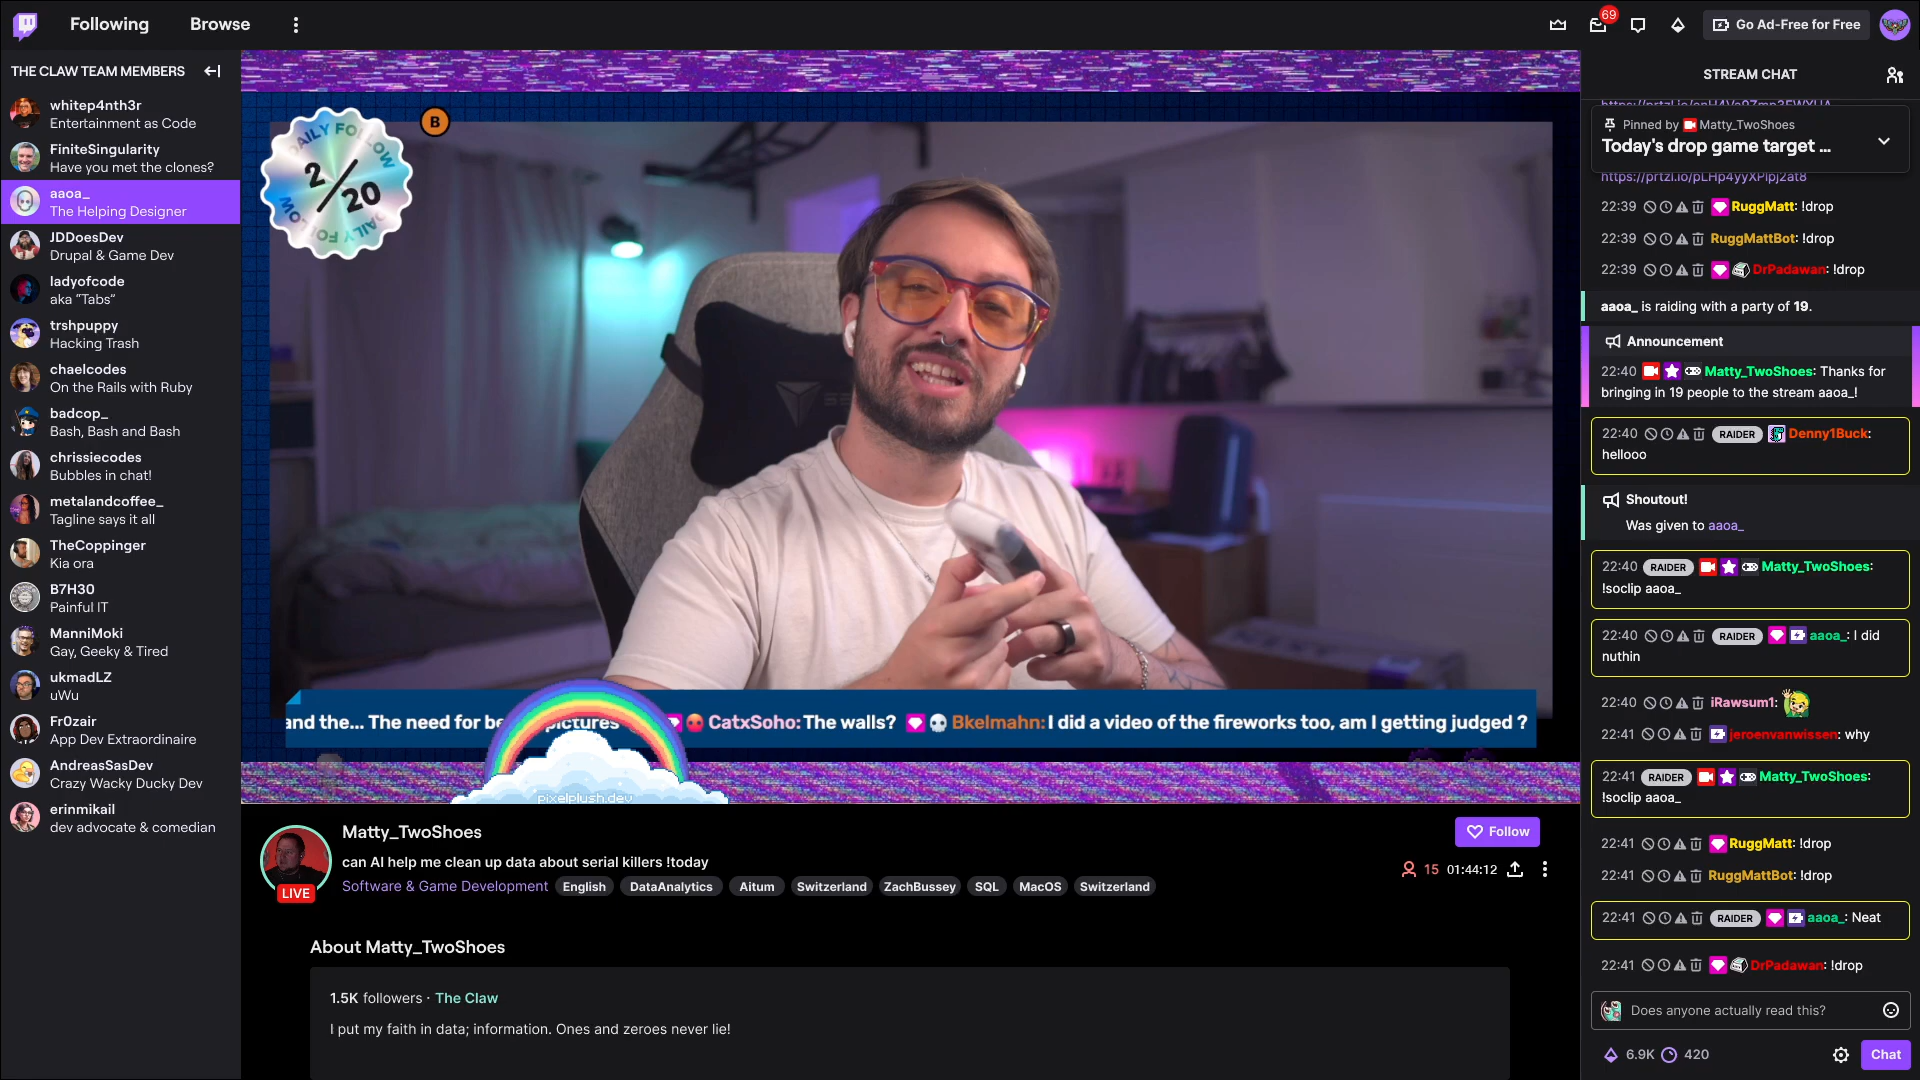 Following
Browse
69
Go Ad-Free for Free
THE CLAW TEAM MEMBERS
whitep4nth3r
Entertainment as Code
FiniteSingularity
Have you met the clones?
aaoa_
The Helping Designer
JDDoesDev
Drupal & Game Dev
ladyofcode
aka "Tabs"
trshpuppy
Hacking Trash
chaelcodes
On the Rails with Ruby
badcop_
Bash, Bash and Bash
chrissiecodes
Bubbles in chat!
metalandcoffee_
Tagline says it all
TheCoppinger
Kia ora
B7H30
Painful IT
ManniMoki
Gay, Geeky & Tired
ukmadLZ
uWu
Fr0zair
App Dev Extraordinaire
AndreasSasDev
Crazy Wacky Ducky Dev
erinmikail
dev advocate & comedian
DAILY FOLLOW
2/20
B
and the... The need for be pictures CatxSoho: The walls? Bkelmahn: I did a video of the fireworks too, am I getting judged ?
pixelplush.dev
Matty_TwoShoes
can AI help me clean up data about serial killers !today
Software & Game Development English DataAnalytics Aitum Switzerland ZachBussey SQL MacOS Switzerland
LIVE
Follow
15 01:44:12
About Matty_TwoShoes
1.5K followers · The Claw
I put my faith in data; information. Ones and zeroes never lie!
STREAM CHAT
Pinned by Matty_TwoShoes
Today's drop game target ...
https://prtzl.io/pLHp4yyXPlpj2at8
22:39 RuggMatt: !drop
22:39 RuggMattBot: !drop
22:39 DrPadawan: !drop
aaoa_ is raiding with a party of 19.
Announcement
22:40 Matty_TwoShoes: Thanks for
bringing in 19 people to the stream aaoa_!
22:40 RAIDER Denny1Buck:
hellooo
Shoutout!
Was given to aaoa_
22:40 RAIDER Matty_TwoShoes:
!soclip aaoa_
22:40 RAIDER aaoa_: I did
nuthin
22:40 iRawsum1:
22:41 jeroenvanwissen: why
22:41 RAIDER Matty_TwoShoes:
!soclip aaoa_
22:41 RuggMatt: !drop
22:41 RuggMattBot: !drop
22:41 RAIDER aaoa_: Neat
22:41 DrPadawan: !drop
Does anyone actually read this?
6.9K 420
Chat